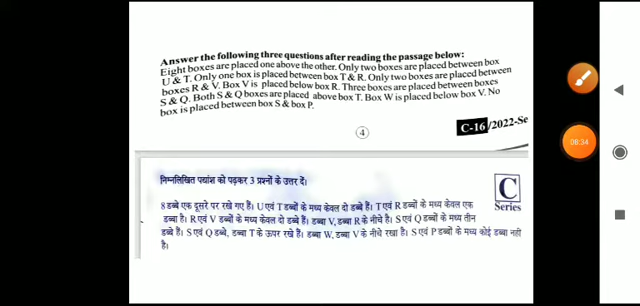 Answer the following three questions after reading the passage below:
Eight boxes are placed one above the other. Only two boxes are placed between box
U & T. Only one box is placed between box T & R. Only two boxes are placed between
boxes R & V. Box V is placed below box R. Three boxes are placed between boxes
S & Q. Both S & Q boxes are placed above box T. Box W is placed below box V. No
box is placed between box S & box P.
C-16/2022-Se
4
08:34
निम्नलिखित पद्यांश को पढ़कर 3 प्रश्नों के उत्तर दें।
C
Series
8 डब्बे एक दूसरे पर रखे गए हैं। U एवं T डब्बों के मध्य केवल दो डब्बे हैं। T एवं R डब्बों के मध्य केवल एक
डब्बा है। R एवं V डब्बों के मध्य केवल दो डब्बे हैं। डब्बा V, डब्बा R के नीचे है। S एवं Q डब्बों के मध्य तीन
डब्बे हैं। S एवं Q डब्बे, डब्बा T के ऊपर रखे हैं। डब्बा W, डब्बा V के नीचे रखा है। S एवं P डब्बों के मध्य कोई डब्बा नही
है।